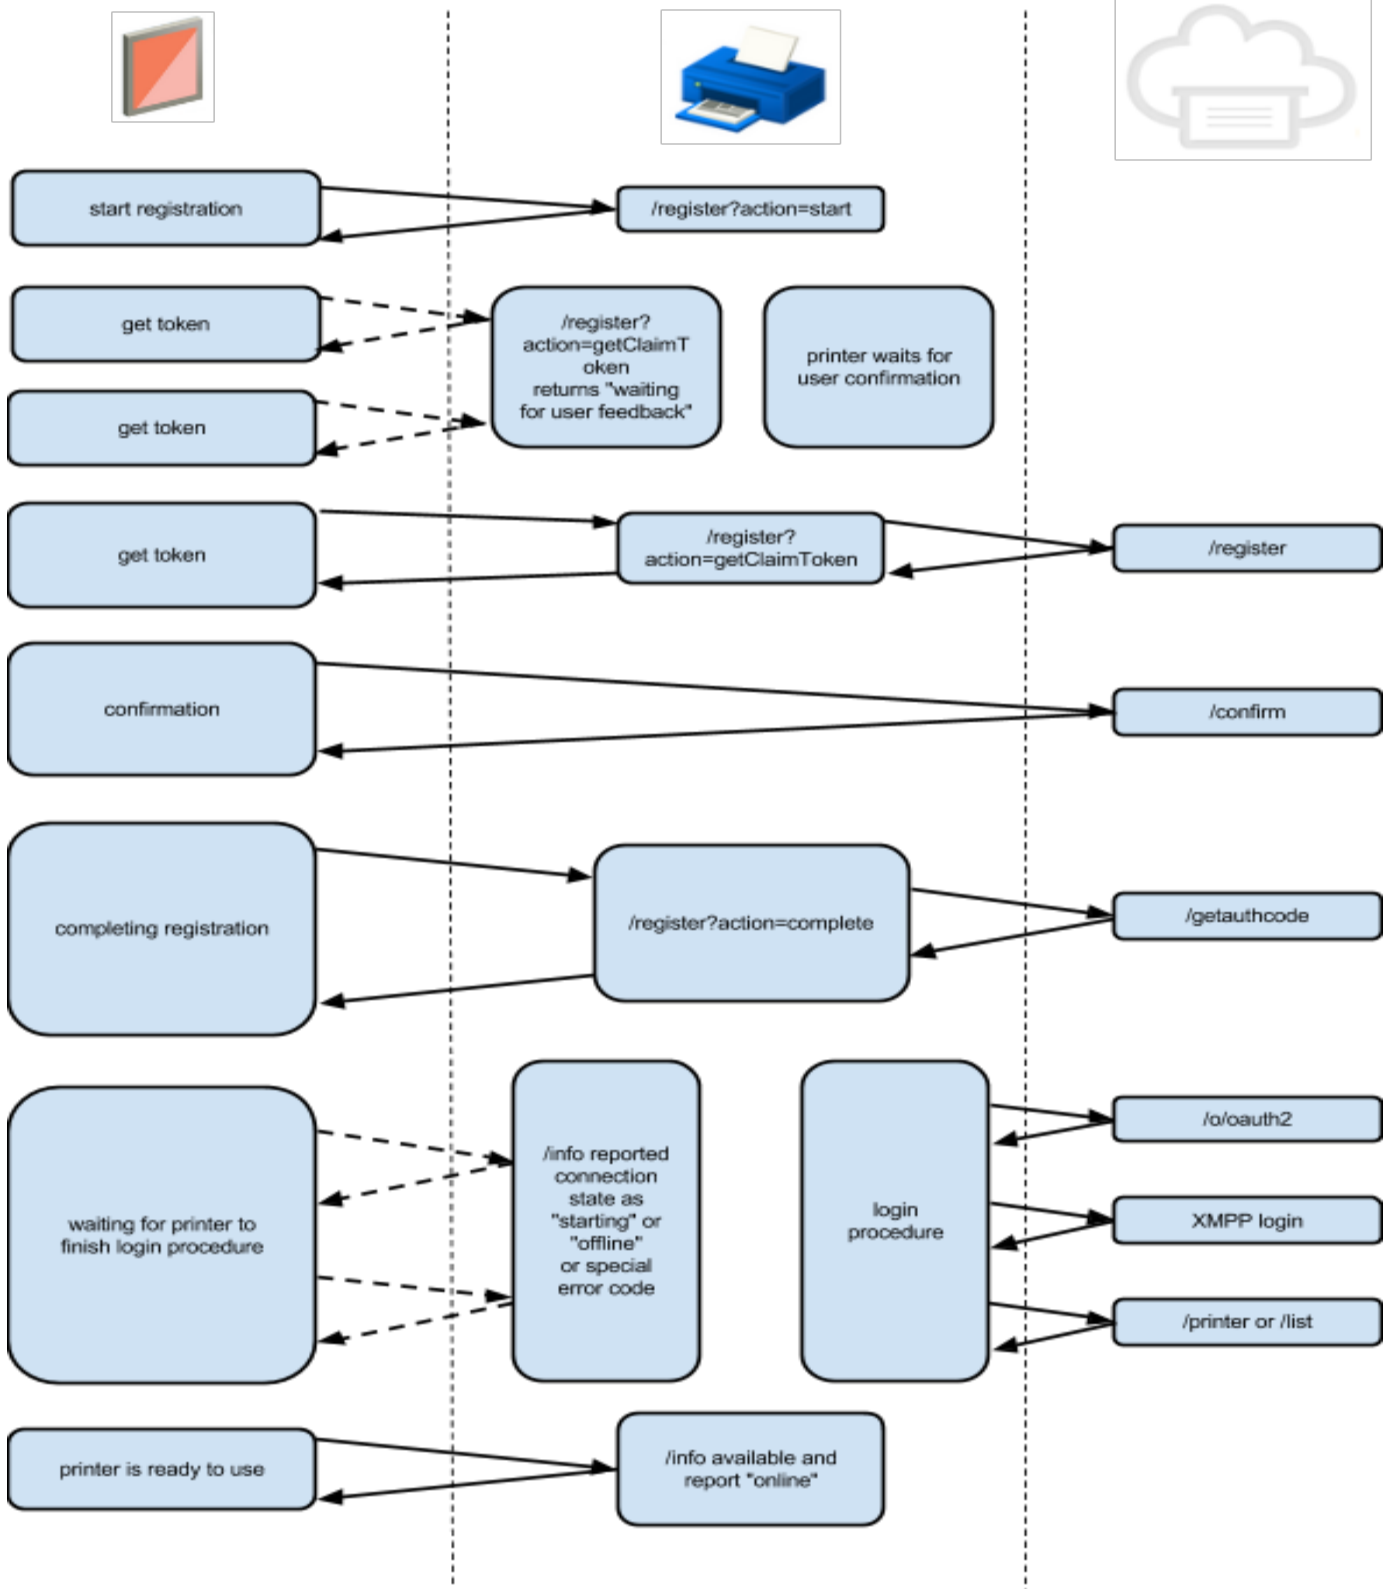 start registration
/register?action=start
get token
/register?
action=getClaimT
oken
returns "waiting
for user feedback"
printer waits for
user confirmation
get token
get token
/register?
action=getClaimToken
/register
confirmation
/confirm
completing registration
/register?action=complete
/getauthcode
waiting for printer to
finish login procedure
/info reported
connection
state as
"starting" or
"offline"
or special
error code
login
procedure
/o/oauth2
XMPP login
/printer or /list
printer is ready to use
/info available and
report "online"